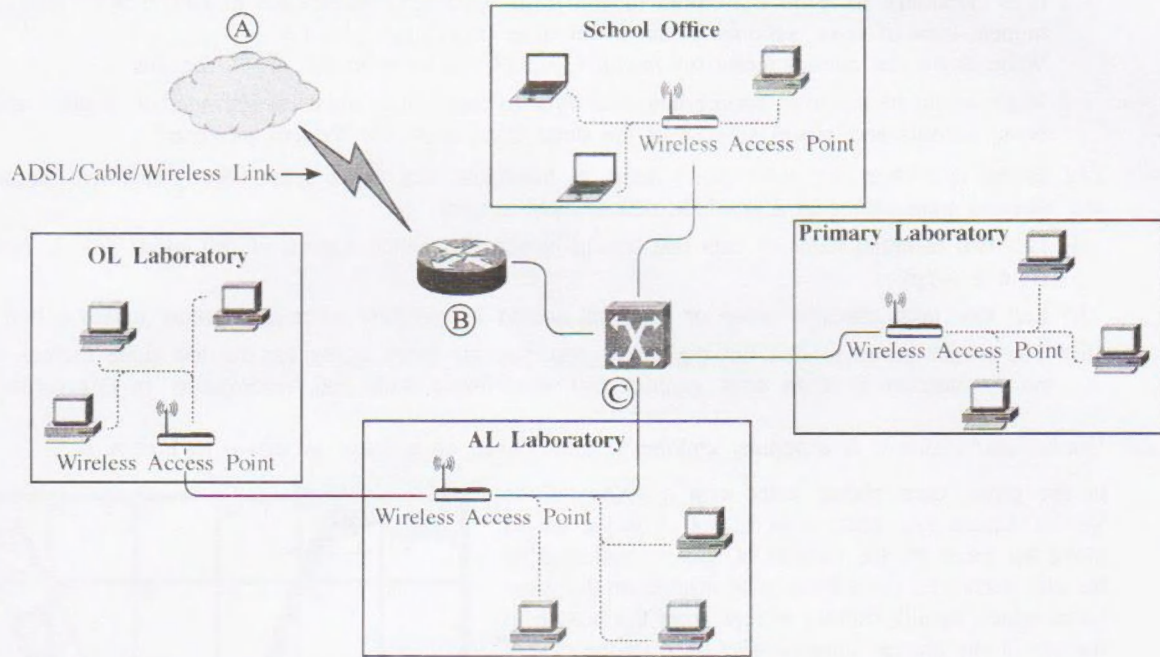 A
School Office
Wireless Access Point
ADSL/Cable/Wireless Link
B
OL Laboratory
Wireless Access Point
Primary Laboratory
Wireless Access Point
C
AL Laboratory
Wireless Access Point